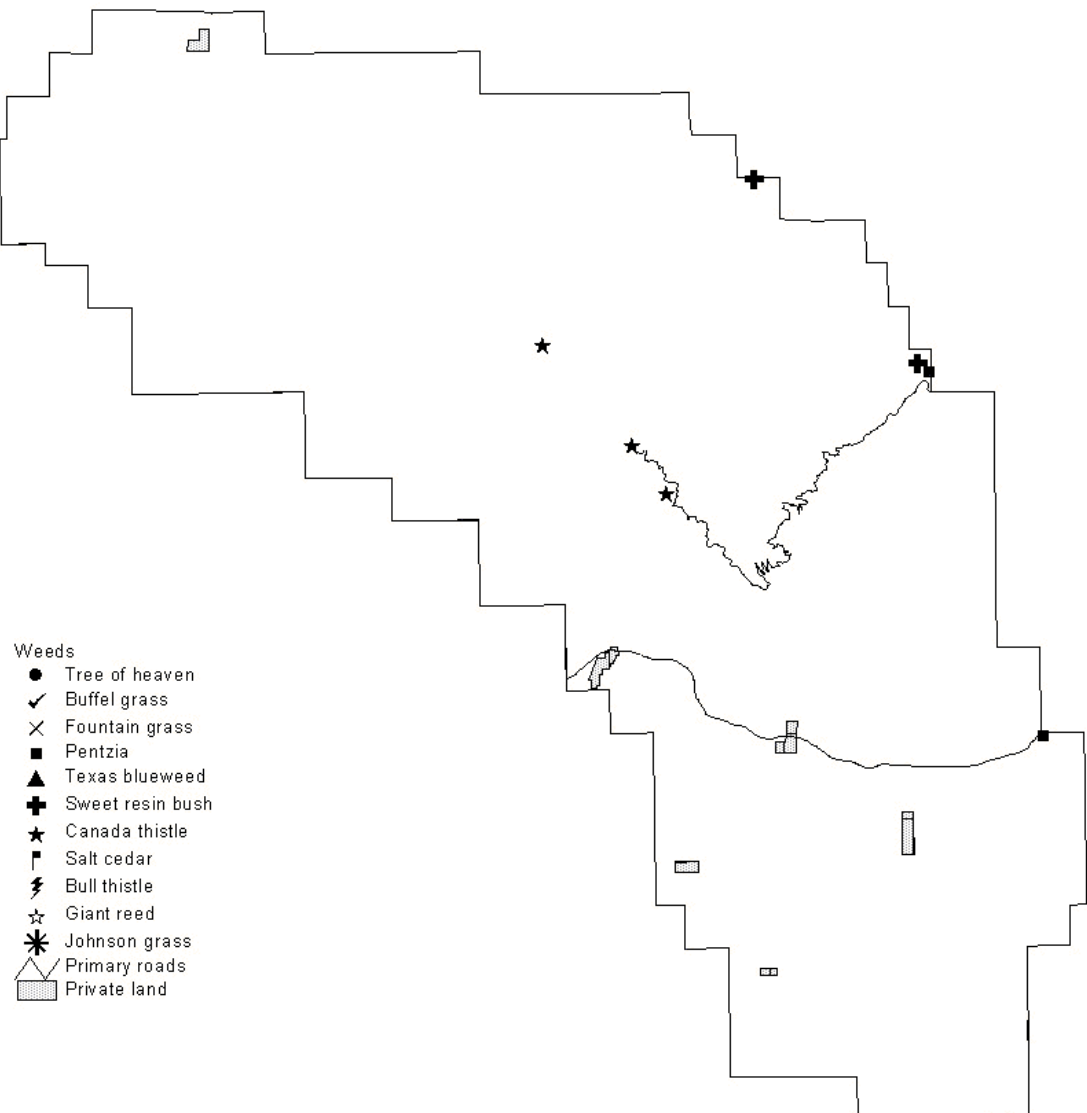 Weeds
Tree of heaven
Buffel grass
Fountain grass
Pentzia
Texas blueweed
Sweet resin bush
Canada thistle
Salt cedar
Bull thistle
Giant reed
Johnson grass
Primary roads
Private land